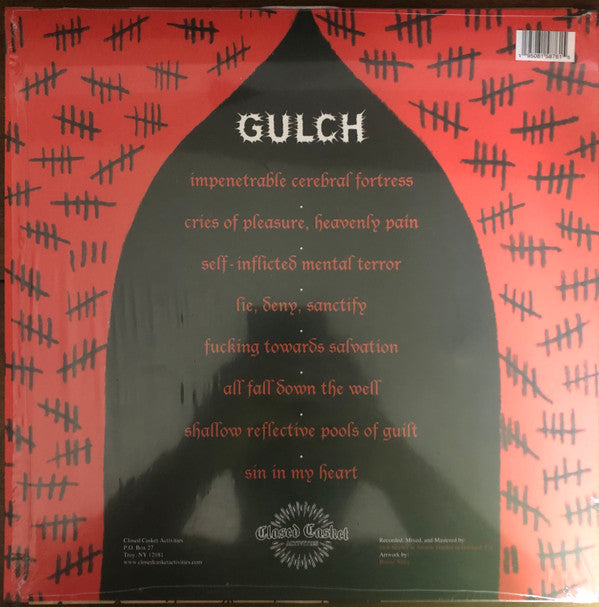 GULCH
impenetrable cerebral fortress
cries of pleasure, heavenly pain
self-inflicted mental terror
lie, deny, sanctify
fucking towards salvation
all fall down the well
shallow reflective pools of guilt
sin in my heart
Closed Casket Activities
P.O. Box 27
Troy, NY 12181
www.closedcasketactivities.com
Closed Casket
ACTIVITIES
Recorded, Mixed, and Mastered by:
Artwork by: